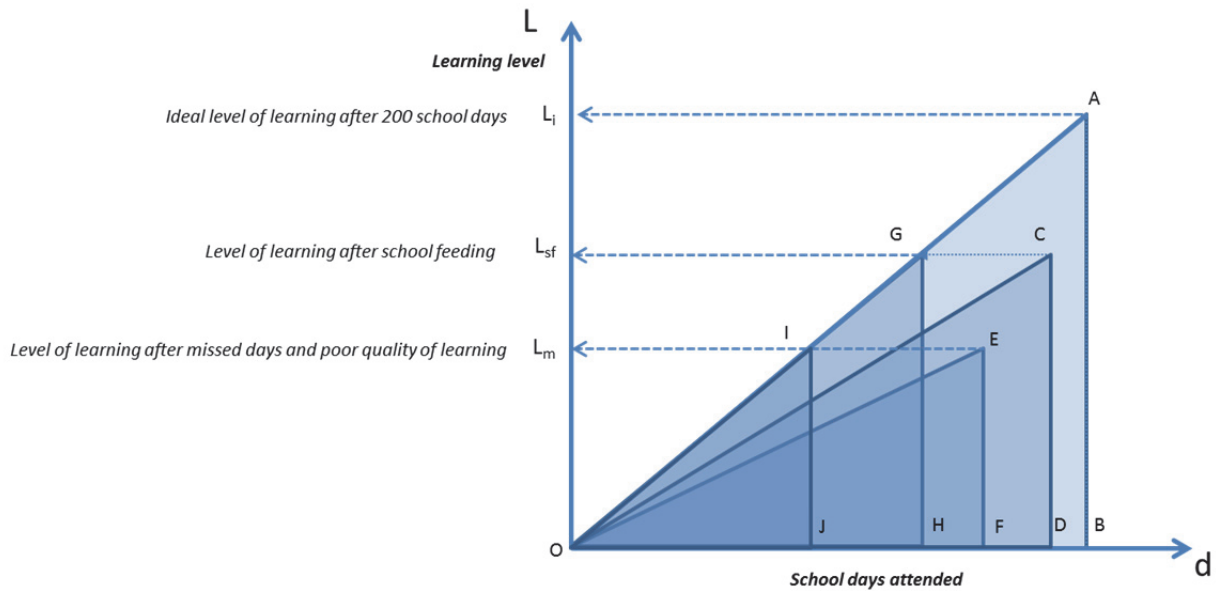 L
Learning level
A
Ideal level of learning after 200 school days Li
G C
Level of learning after school feeding Lsf
I E
Level of learning after missed days and poor quality of learning Lm
J H F D B
O
d
School days attended